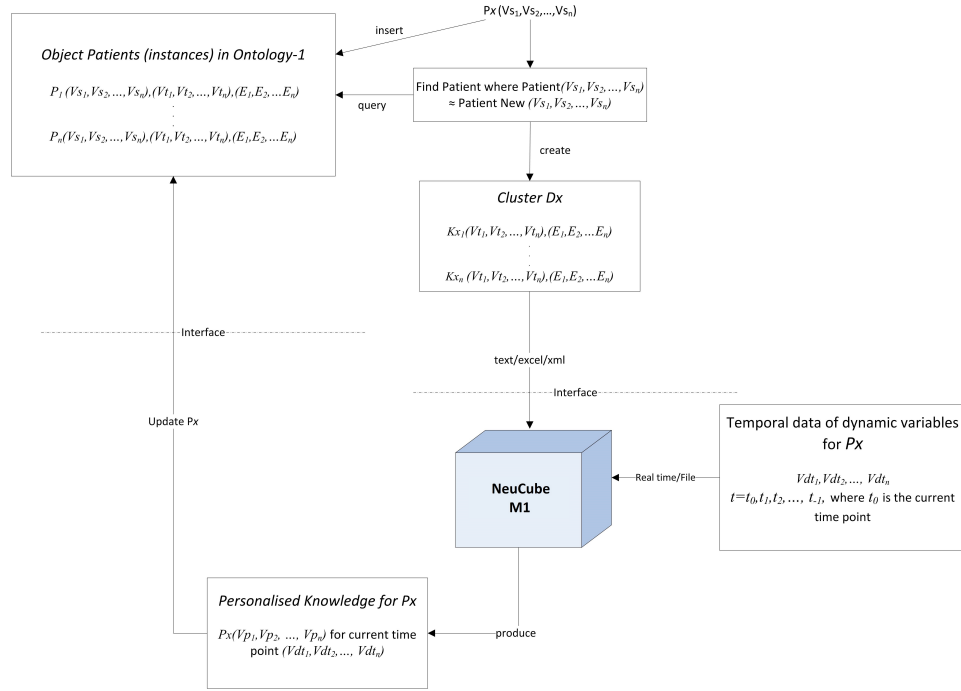 Px (Vs1,Vs2,…,Vsn)
insert
Object Patients (instances) in Ontology-1
P1 (Vs1,Vs2,...,Vsn),(Vt1,Vt2,...,Vtn),(E1,E2,...En)
.
.
.
Pn(Vs1,Vs2,...,Vsn),(Vt1,Vt2,...,Vtn),(E1,E2,...En)
Find Patient where Patient(Vs1,Vs2,...,Vsn)
≈ Patient New (Vs1,Vs2,...,Vsn)
query
create
Cluster Dx
Kx1(Vt1,Vt2,...,Vtn),(E1,E2,...En)
.
.
.
Kxn (Vt1,Vt2,...,Vtn),(E1,E2,...En)
Interface
text/excel/xml
Interface
Update Px
Temporal data of dynamic variables
for Px
Vdt1,Vdt2,..., Vdtn
t=t0,t1,t2,..., t-1, where t0 is the current
time point
Real time/File
NeuCube
M1
Personalised Knowledge for Px
Px(Vp1,Vp2, ..., Vpn) for current time
point (Vdt1,Vdt2,..., Vdtn)
produce